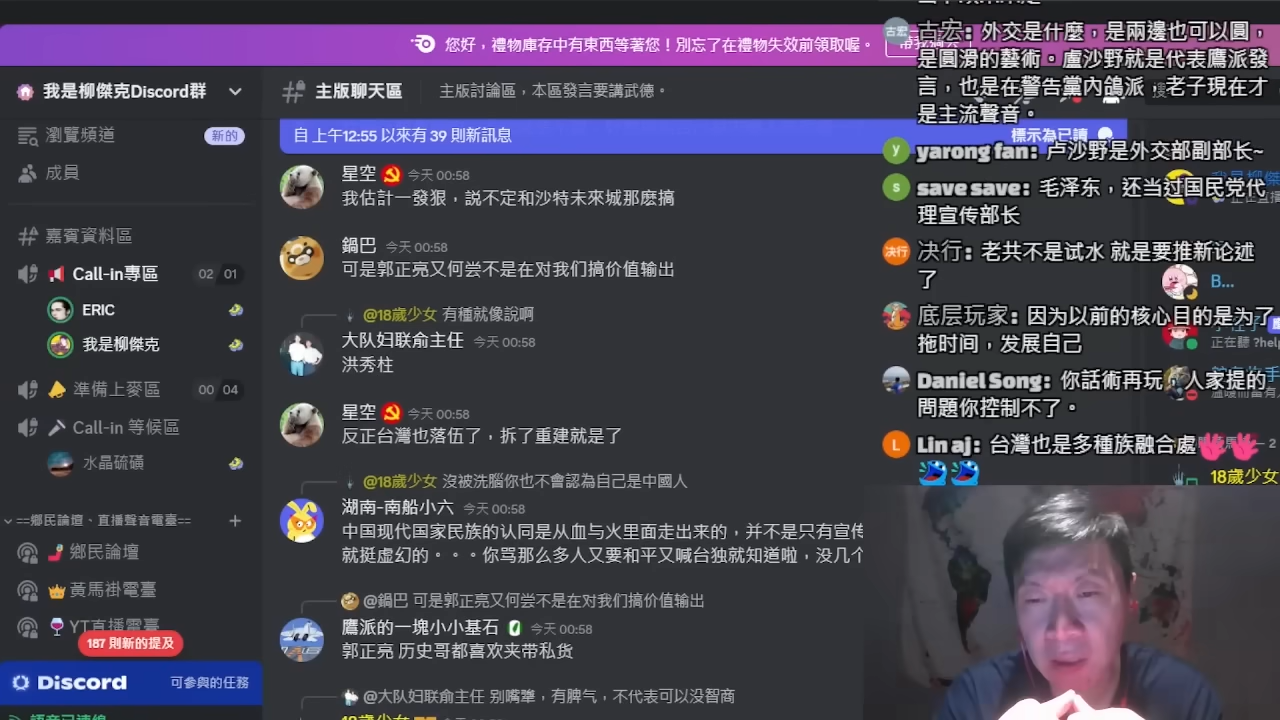 您好，禮物庫存中有東西等著您！別忘了在禮物失效前領取喔。
我是柳傑克Discord群
主版聊天區
主版討論區，本區發言要講武德。
瀏覽頻道
新的
成員
嘉賓資料區
Call-in專區
02 01
ERIC
我是柳傑克
準備上麥區
00 04
Call-in 等候區
水晶硫磺
==鄉民論壇、直播聲音電臺==
鄉民論壇
黃馬褂電臺
YT直播電臺
187 則新的提及
Discord
可參與的任務
自 上午12:55 以來有 39 則新訊息
標示為已讀
星空 今天 00:58
我估計一發狠，説不定和沙特未來城那麽搞
鍋巴 今天 00:58
可是郭正亮又何尝不是在对我们搞价值输出
@18歲少女 有種就像說啊
大队妇联俞主任 今天 00:58
洪秀柱
星空 今天 00:58
反正台灣也落伍了，拆了重建就是了
@18歲少女 沒被洗腦你也不會認為自己是中國人
湖南-南船小六 今天 00:58
中国现代国家民族的认同是从血与火里面走出来的，并不是只有宣传
就挺虚幻的。。。你骂那么多人又要和平又喊台独就知道啦，没几个
@鍋巴 可是郭正亮又何尝不是在对我们搞价值输出
鷹派的一塊小小基石 今天 00:58
郭正亮 历史哥都喜欢夹带私货
@大队妇联俞主任 别嘴犟，有脾气，不代表可以没智商
古宏: 外交是什麼，是兩邊也可以圓，
是圓滑的藝術。盧沙野就是代表鷹派發
言，也是在警告黨內鴿派，老子現在才
是主流聲音。
yarong fan: 卢沙野是外交部副部长~
save save: 毛泽东，还当过国民党代
理宣传部长
决行: 老共不是试水 就是要推新论述
了
底层玩家: 因为以前的核心目的是为了
拖时间，发展自己
Daniel Song: 你話術再玩，人家提的
問題你控制不了。
Lin aj: 台灣也是多種族融合處
B...
正在聽 ?help
18歲少女